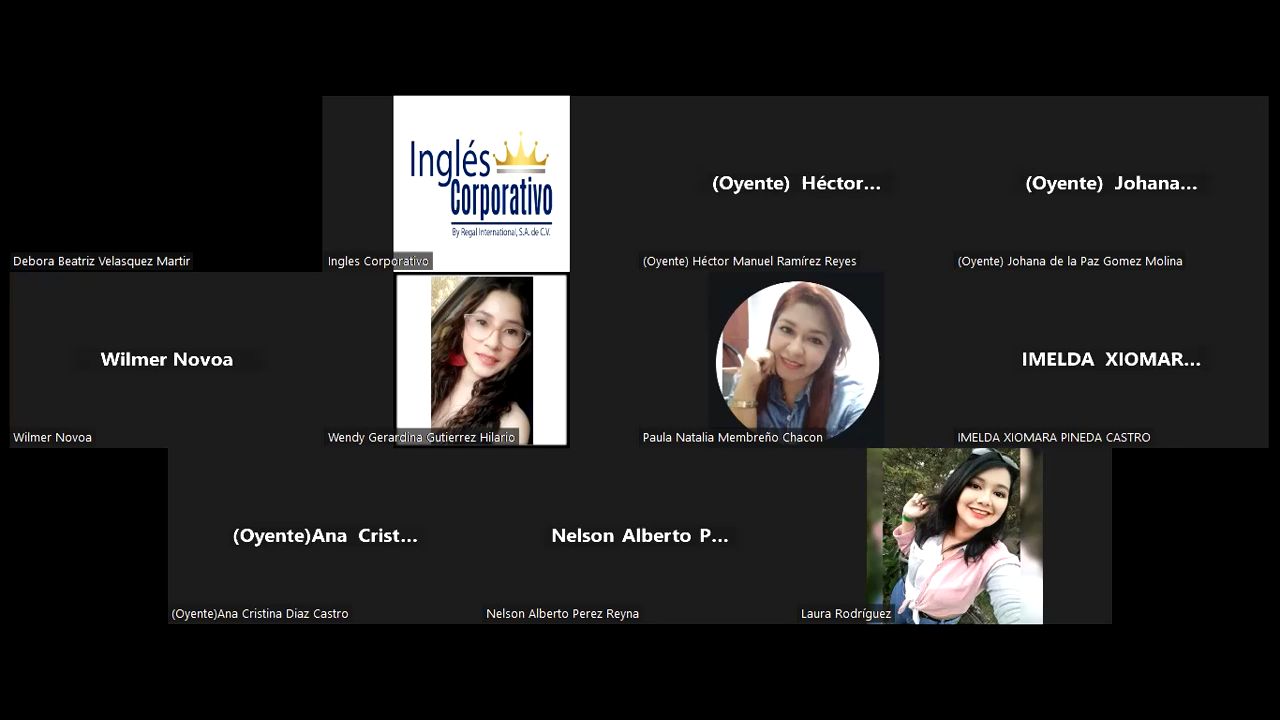 Inglés
Corporativo
By Regal International, S.A. de C.V.
(Oyente) Héctor...
(Oyente) Johana...
Debora Beatriz Velasquez Martir
Ingles Corporativo
(Oyente) Héctor Manuel Ramírez Reyes
(Oyente) Johana de la Paz Gomez Molina
Wilmer Novoa
IMELDA XIOMAR...
Wilmer Novoa
Wendy Gerardina Gutierrez Hilario
Paula Natalia Membreño Chacon
IMELDA XIOMARA PINEDA CASTRO
(Oyente)Ana Crist...
Nelson Alberto P...
(Oyente)Ana Cristina Diaz Castro
Nelson Alberto Perez Reyna
Laura Rodríguez